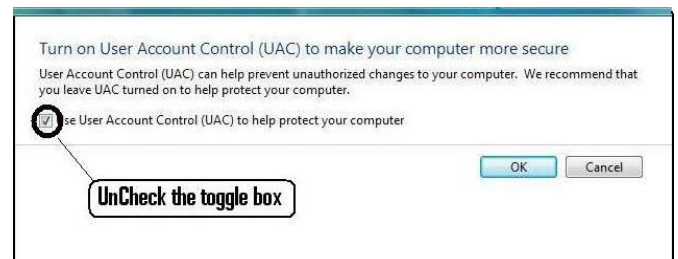 Turn on User Account Control (UAC) to make your computer more secure
User Account Control (UAC) can help prevent unauthorized changes to your computer. We recommend that
you leave UAC turned on to help protect your computer.
se User Account Control (UAC) to help protect your computer
OK Cancel
UnCheck the toggle box